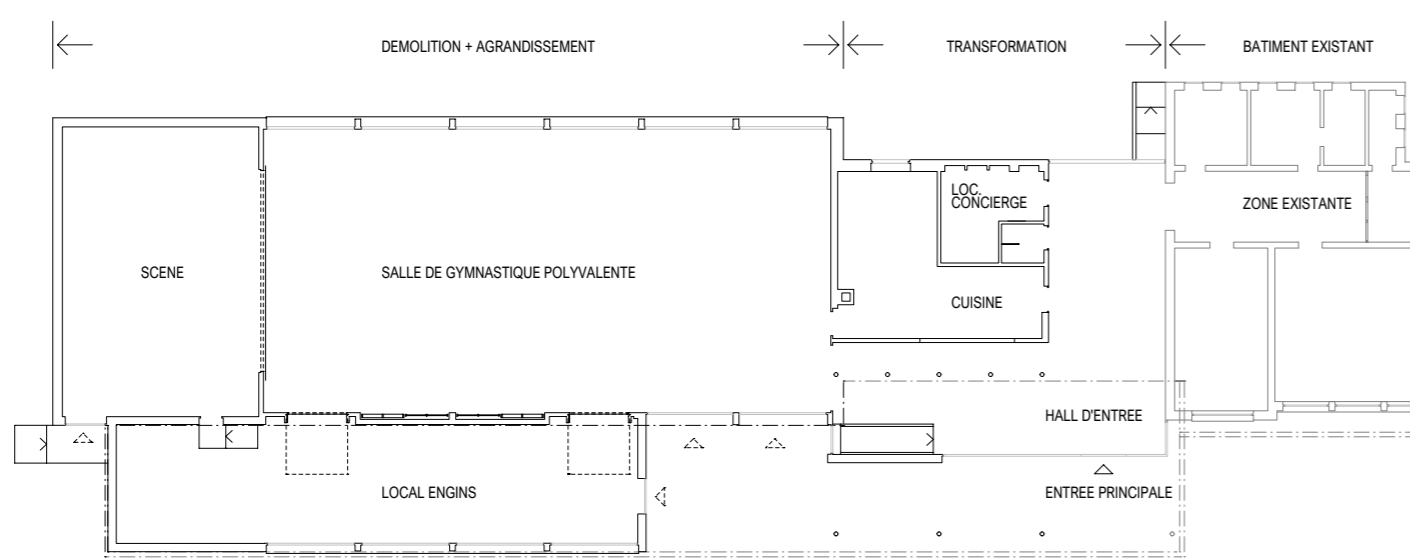 DEMOLITION + AGRANDISSEMENT
TRANSFORMATION
BATIMENT EXISTANT
LOC.
CONCIERGE
ZONE EXISTANTE
SCENE
SALLE DE GYMNASTIQUE POLYVALENTE
CUISINE
HALL D'ENTREE
LOCAL ENGINS
ENTREE PRINCIPALE